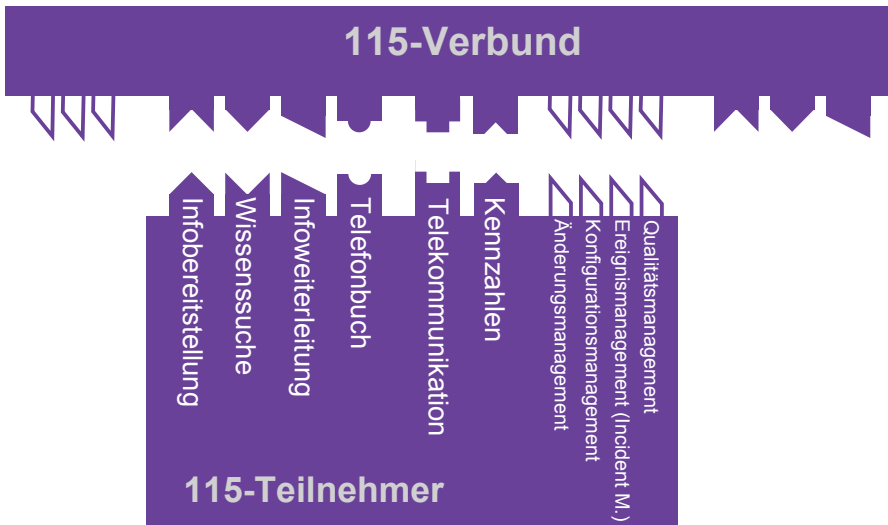 115-Verbund
Infobereitstellung
Wissenssuche
Infoweiterleitung
Telefonbuch
Telekommunikation
Kennzahlen
Änderungsmanagement
Konfigurationsmanagement
Ereignismanagement (Incident M.)
Qualitätsmanagement
115-Teilnehmer